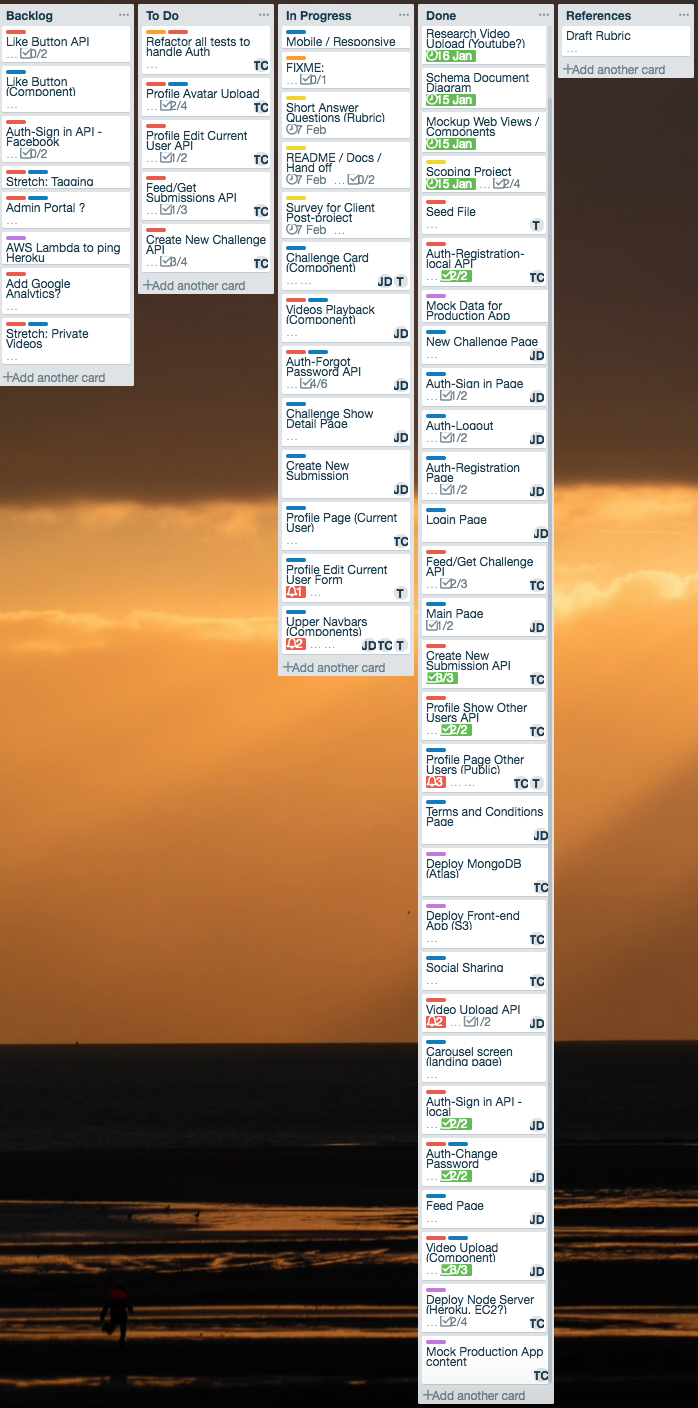 Backlog
Like Button API
0/2
Like Button
(Component)
Auth-Sign in API -
Facebook
0/2
Stretch: Tagging
Admin Portal ?
AWS Lambda to ping
Heroku
Add Google
Analytics?
Stretch: Private
Videos
+Add another card
To Do
Refactor all tests to
handle Auth
TC
Profile Avatar Upload
2/4
TC
Profile Edit Current
User API
1/2
TC
Feed/Get
Submissions API
1/3
TC
Create New Challenge
API
3/4
TC
+Add another card
In Progress
Mobile / Responsive
FIXME:
0/1
Short Answer
Questions (Rubric)
7 Feb
README / Docs /
Hand off
7 Feb
0/2
Survey for Client
Post-project
7 Feb
Challenge Card
(Component)
JD T
Videos Playback
(Component)
JD
Auth-Forgot
Password API
4/6
JD
Challenge Show
Detail Page
JD
Create New
Submission
JD
Profile Page (Current
User)
TC
Profile Edit Current
User Form
1
T
Upper Navbars
(Components)
2
JD TC T
+Add another card
Done
Research Video
Upload (Youtube?)
16 Jan
Schema Document
Diagram
15 Jan
Mockup Web Views /
Components
15 Jan
Scoping Project
15 Jan
2/4
Seed File
T
Auth-Registration-
local API
2/2
TC
Mock Data for
Production App
New Challenge Page
JD
Auth-Sign in Page
1/2
JD
Auth-Logout
1/2
JD
Auth-Registration
Page
1/2
JD
Login Page
JD
Feed/Get Challenge
API
2/3
TC
Main Page
1/2
JD
Create New
Submission API
3/3
TC
Profile Show Other
Users API
2/2
TC
Profile Page Other
Users (Public)
3
TC T
Terms and Conditions
Page
JD
Deploy MongoDB
(Atlas)
TC
Deploy Front-end
App (S3)
TC
Social Sharing
TC
Video Upload API
2
1/2
JD
Carousel screen
(landing page)
Auth-Sign in API -
local
2/2
JD
Auth-Change
Password
2/2
JD
Feed Page
JD
Video Upload
(Component)
3/3
JD
Deploy Node Server
(Heroku, EC2?)
2/4
TC
Mock Production App
content
TC
+Add another card
References
Draft Rubric
+Add another card